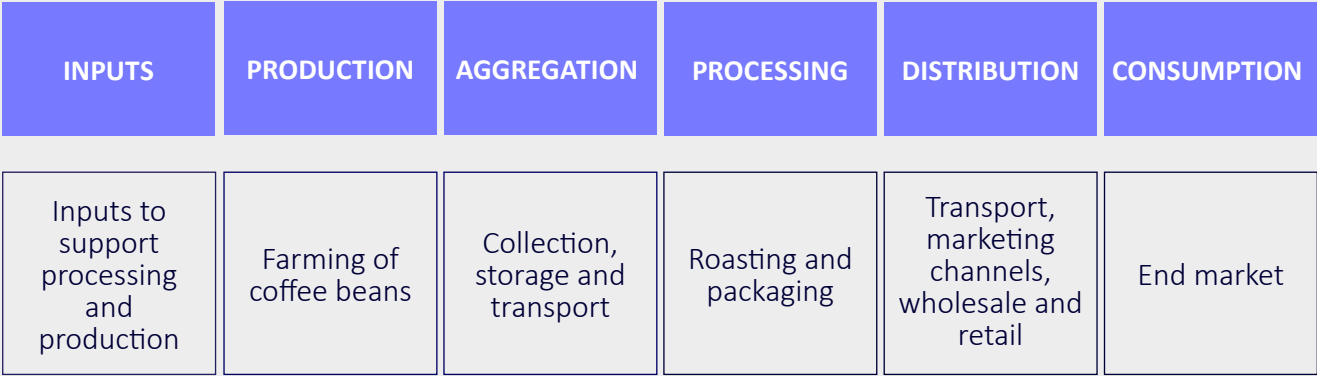 INPUTS
PRODUCTION
AGGREGATION
PROCESSING
DISTRIBUTION
CONSUMPTION
Inputs to
support
processing
and
production
Farming of
coffee beans
Collection,
storage and
transport
Roasting and
packaging
Transport,
marketing
channels,
wholesale and
retail
End market